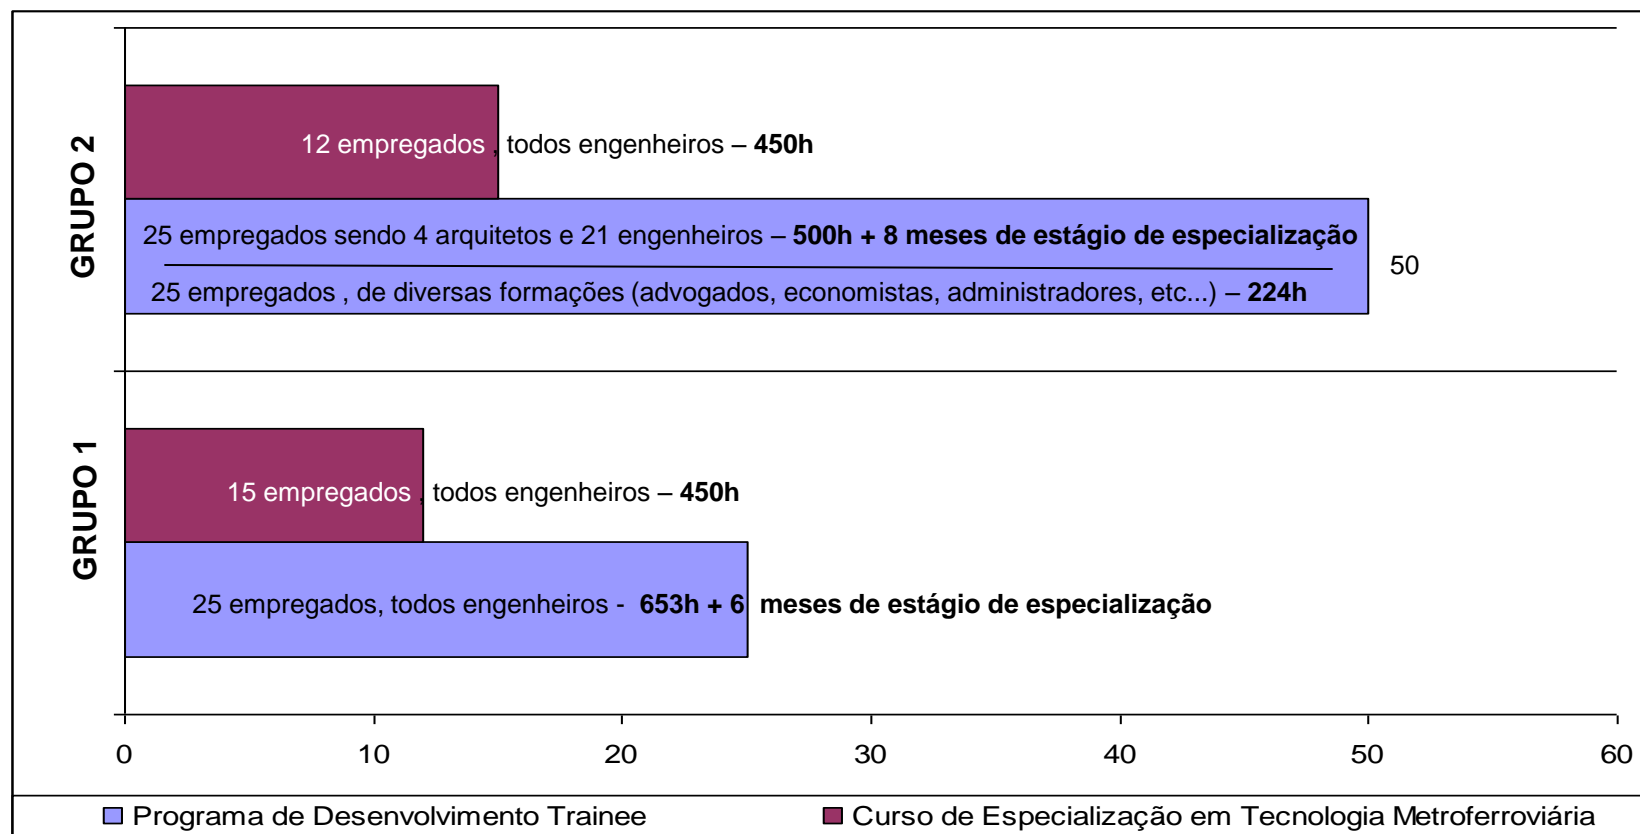 GRUPO 2
12 empregados , todos engenheiros – 450h
25 empregados sendo 4 arquitetos e 21 engenheiros – 500h + 8 meses de estágio de especialização
50
25 empregados , de diversas formações (advogados, economistas, administradores, etc...) – 224h
GRUPO 1
15 empregados , todos engenheiros – 450h
25 empregados, todos engenheiros - 653h + 6 meses de estágio de especialização
0 10 20 30 40 50 60
Programa de Desenvolvimento Trainee
Curso de Especialização em Tecnologia Metroferroviária